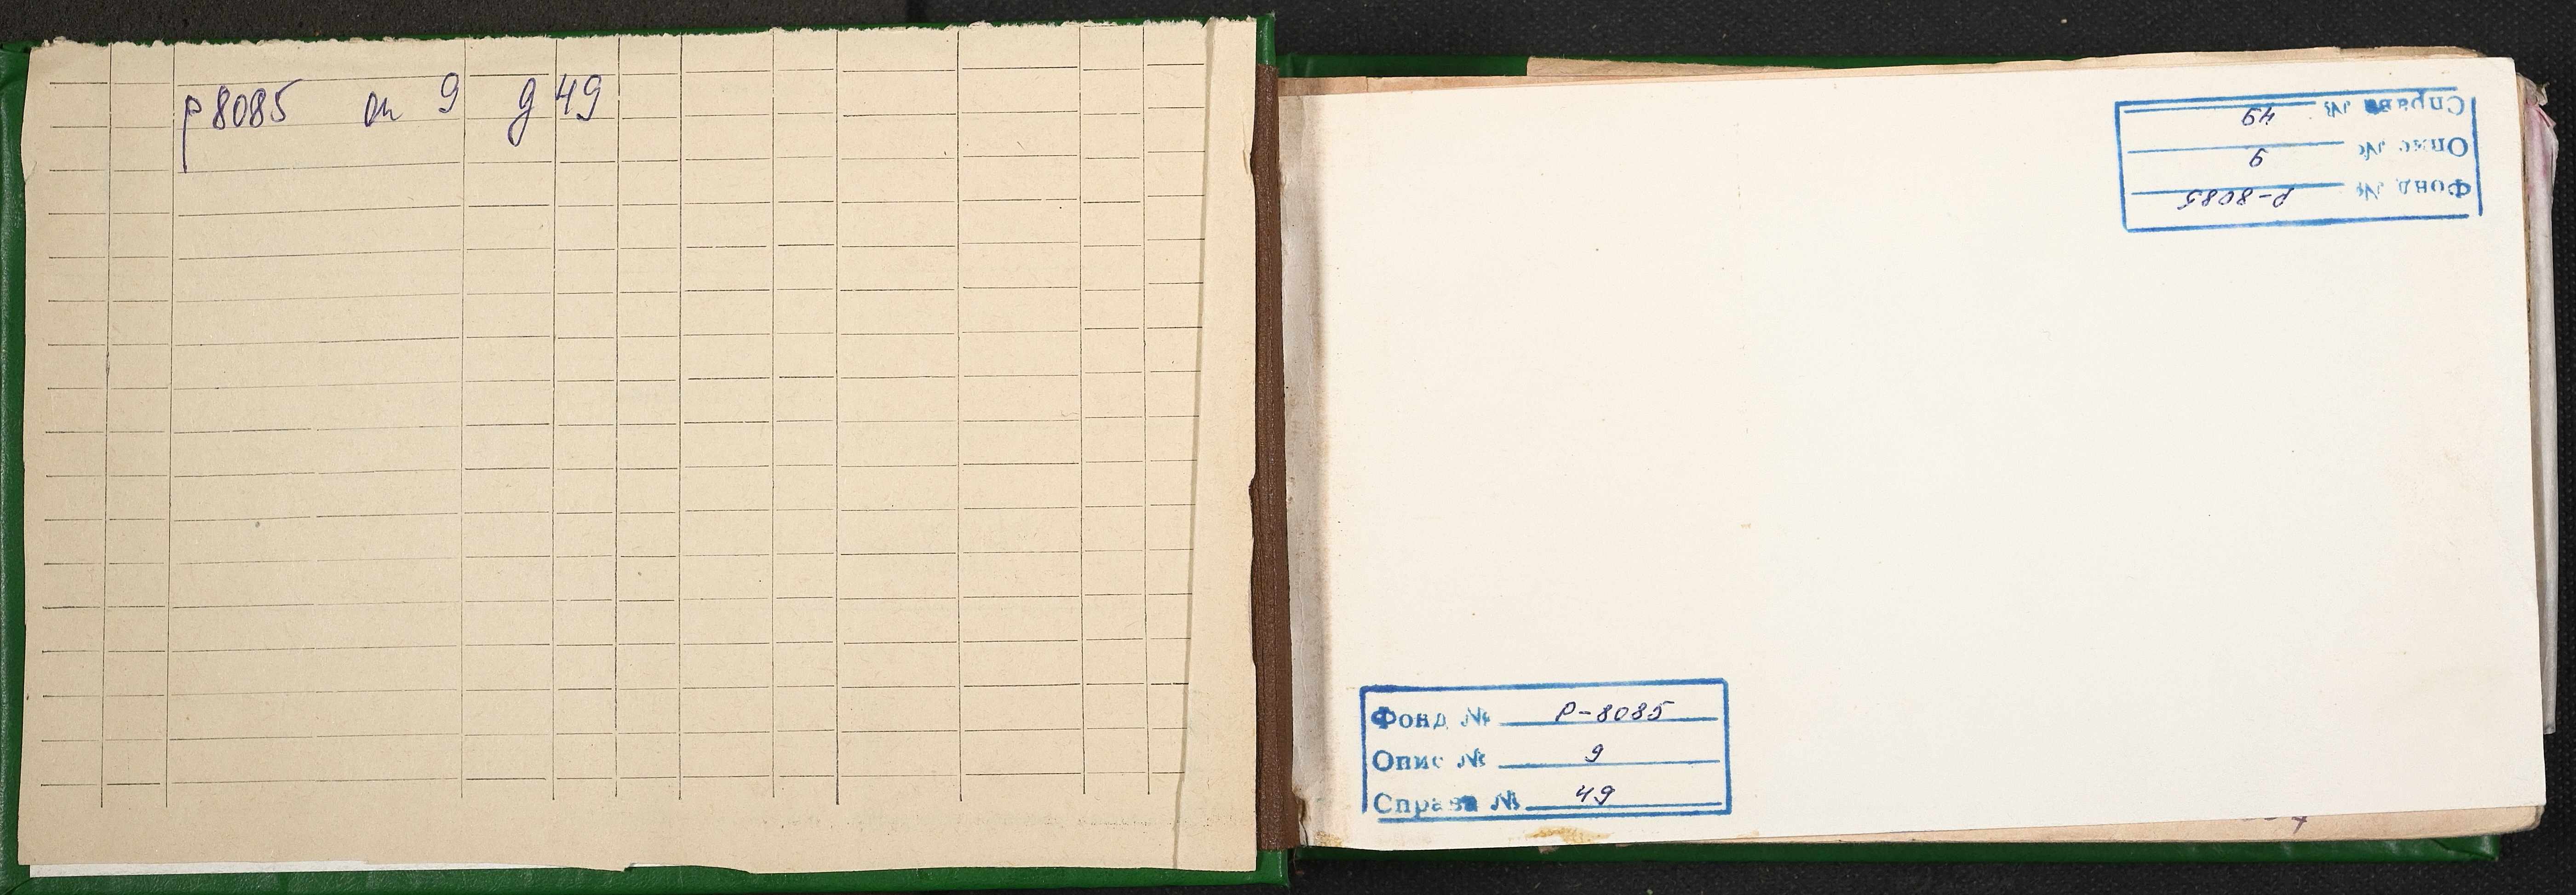 р 8085 оп 9 д 49
Справа № 49
Опис № 9
Фонд № Р-8085
Фонд № Р-8085
Опис № 9
Справа № 49